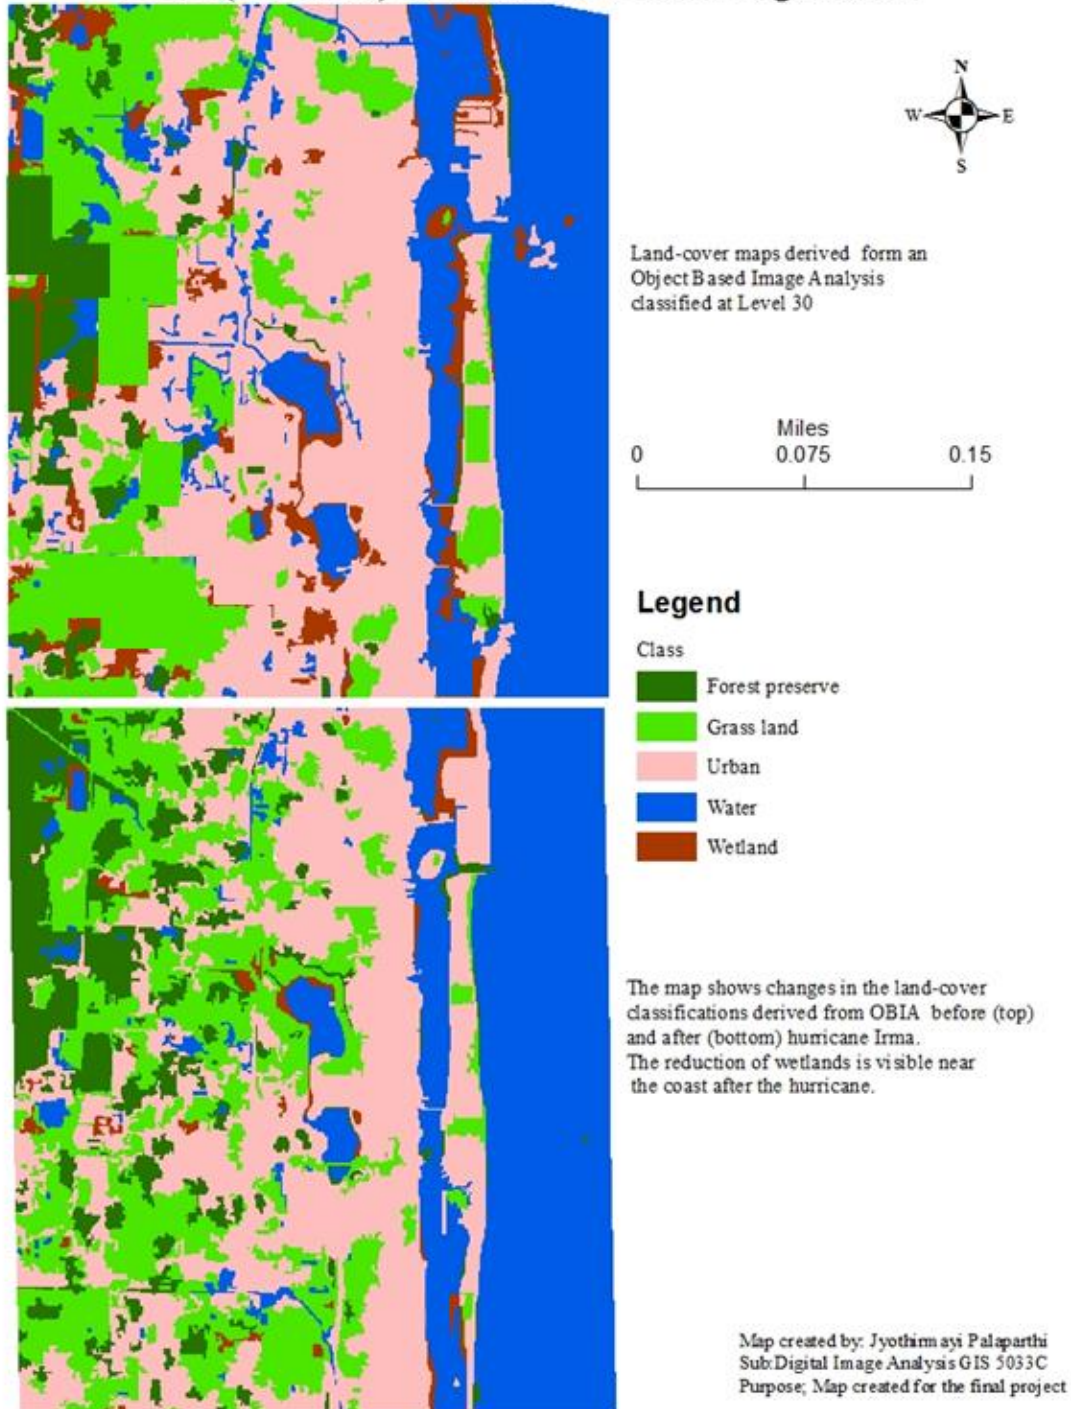 N
W E
S
Land-cover maps derived form an
Object Based Image Analysis
classified at Level 30
Miles
0 0.075 0.15
Legend
Class
Forest preserve
Grass land
Urban
Water
Wetland
The map shows changes in the land-cover
classifications derived from OBIA before (top)
and after (bottom) hurricane Irma.
The reduction of wetlands is visible near
the coast after the hurricane.
Map created by: Jyothirmayi Palaparthi
Sub:Digital Image Analysis GIS 5033C
Purpose; Map created for the final project